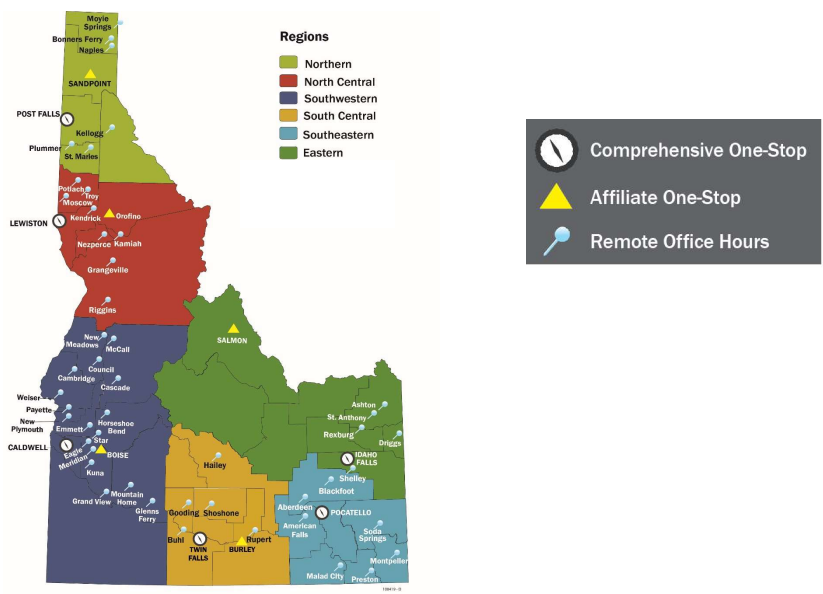 Moyie
Springs
Bonners Ferry
Naples
SANDPOINT
POST FALLS
Kellogg
Plummer
St. Maries
Potlach
Troy
Moscow
Kendrick
Orofino
LEWISTON
Nezperce
Kamiah
Grangeville
Riggins
New
Meadows
McCall
Council
Cambridge
Cascade
Weiser
Payette
New
Plymouth
Emmett
Horseshoe
Bend
Star
CALDWELL
Eagle
Meridian
BOISE
Kuna
Grand View
Mountain
Home
Glenns
Ferry
SALMON
Ashton
St. Anthony
Rexburg
Driggs
IDAHO
FALLS
Shelley
Hailey
Blackfoot
Aberdeen
POCATELLO
American
Falls
Gooding
Shoshone
Soda
Springs
Buhl
TWIN
FALLS
BURLEY
Rupert
Montpelier
Malad City
Preston
Regions
Northern
North Central
Southwestern
South Central
Southeastern
Eastern
Comprehensive One-Stop
Affiliate One-Stop
Remote Office Hours